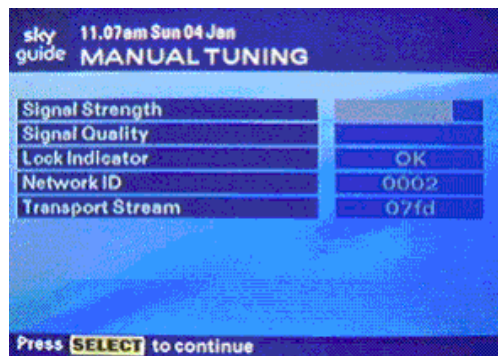 sky guide
11.07am Sun 04 Jan
MANUAL TUNING
Signal Strength
Signal Quality
Lock Indicator OK
Network ID 0002
Transport Stream 07fd
Press SELECT to continue